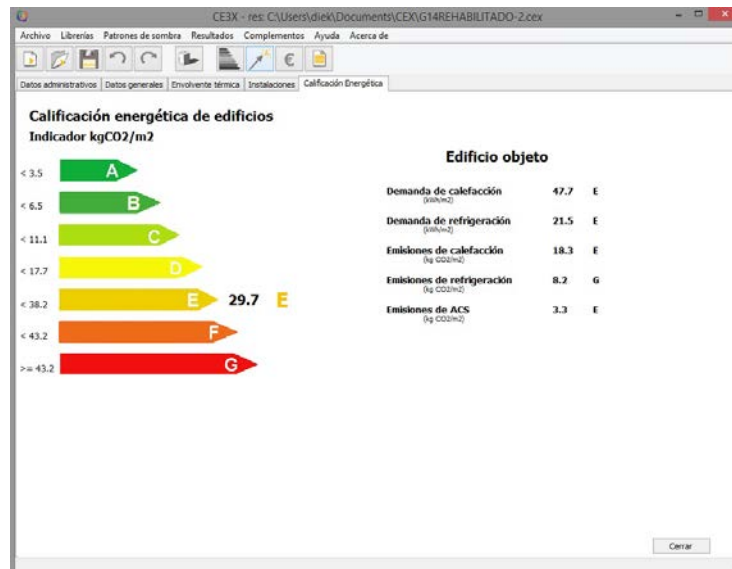 CE3X - res: C:\Users\diek\Documents\CEX\G14REHABILITADO-2.cex
Archivo Librerías Patrones de sombra Resultados Complementos Ayuda Acerca de
Datos administrativos Datos generales Envolvente térmica Instalaciones Calificación Energética
Calificación energética de edificios
Indicador kgCO2/m2
Edificio objeto
< 3.5 A
< 6.5 B
< 11.1 C
< 17.7 D
< 38.2 E 29.7 E
< 43.2 F
>= 43.2 G
Demanda de calefacción 47.7 E
(kWh/m2)
Demanda de refrigeración 21.5 E
(kWh/m2)
Emisiones de calefacción 18.3 E
(kg CO2/m2)
Emisiones de refrigeración 8.2 G
(kg CO2/m2)
Emisiones de ACS 3.3 E
(kg CO2/m2)
Cerrar